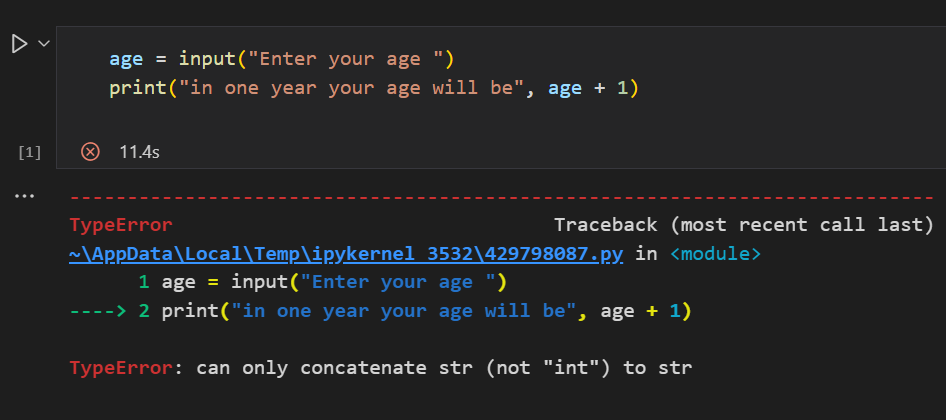 age = input("Enter your age ")
print("in one year your age will be", age + 1)
[1]
11.4s
---------------------------------------------------------------------------
TypeError                                 Traceback (most recent call last)
~\AppData\Local\Temp\ipykernel_3532\429798087.py in <module>
      1 age = input("Enter your age ")
----> 2 print("in one year your age will be", age + 1)
TypeError: can only concatenate str (not "int") to str